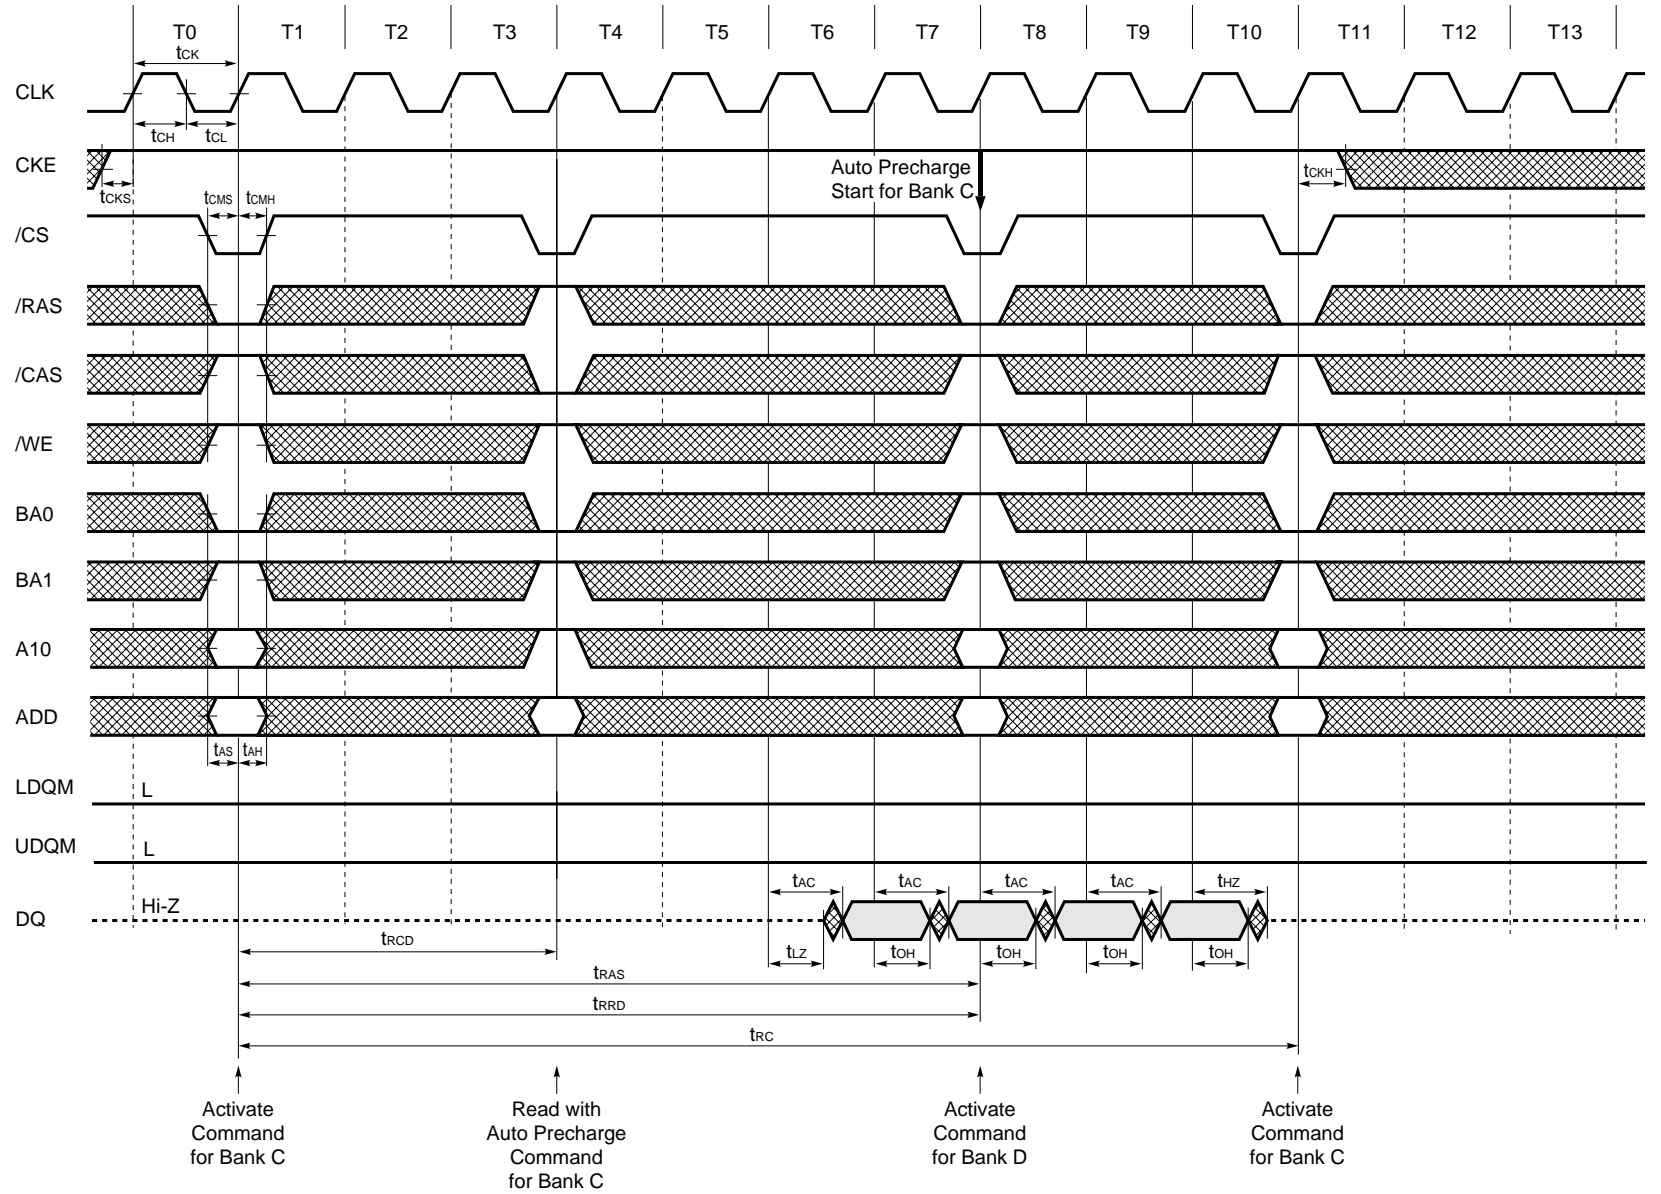 T0 T1 T2 T3 T4 T5 T6 T7 T8 T9 T10 T11 T12 T13
tCK
CLK
tCH tCL
CKE
Auto Precharge
Start for Bank C
tCKH
tCKS
tCMS tCMH
/CS
/RAS
/CAS
/WE
BA0
BA1
A10
ADD
tAS tAH
LDQM L
UDQM L
tAC tAC tAC tAC tHZ
DQ Hi-Z
tRCD
tLZ tOH tOH tOH tOH
tRAS
tRRD
tRC
Activate
Command
for Bank C
Read with
Auto Precharge
Command
for Bank C
Activate
Command
for Bank D
Activate
Command
for Bank C